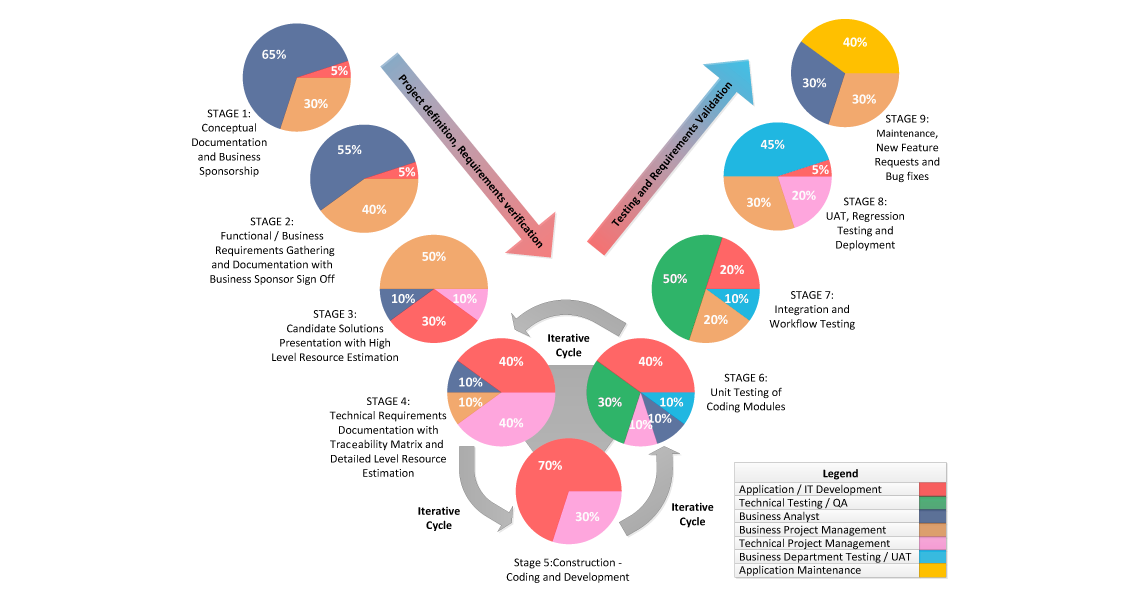 65%
5%
30%
STAGE 1:
Conceptual
Documentation
and Business
Sponsorship
55%
5%
40%
STAGE 2:
Functional / Business
Requirements Gathering
and Documentation with
Business Sponsor Sign Off
50%
10%
10%
30%
STAGE 3:
Candidate Solutions
Presentation with High
Level Resource Estimation
40%
10%
10%
40%
STAGE 4:
Technical Requirements
Documentation with
Traceability Matrix and
Detailed Level Resource
Estimation
Project definition, Requirements verification
Testing and Requirements Validation
Iterative
Cycle
70%
30%
Iterative
Cycle
Iterative
Cycle
Stage 5:Construction -
Coding and Development
40%
30%
10%
10%
10%
STAGE 6:
Unit Testing of
Coding Modules
50%
20%
10%
20%
STAGE 7:
Integration and
Workflow Testing
45%
5%
30%
20%
STAGE 8:
UAT, Regression
Testing and
Deployment
40%
30%
30%
STAGE 9:
Maintenance,
New Feature
Requests and
Bug fixes
Legend
Application / IT Development
Technical Testing / QA
Business Analyst
Business Project Management
Technical Project Management
Business Department Testing / UAT
Application Maintenance